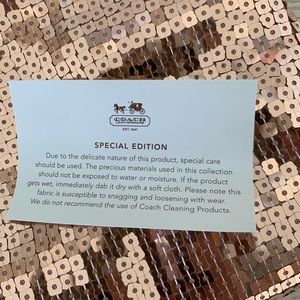 COACH
EST. 1941
SPECIAL EDITION
Due to the delicate nature of this product, special care
should be used. The precious materials used in this collection
should not be exposed to water or moisture. If the product
gets wet, immediately dab it dry with a soft cloth. Please note this
fabric is susceptible to snagging and loosening with wear.
We do not recommend the use of Coach Cleaning Products.